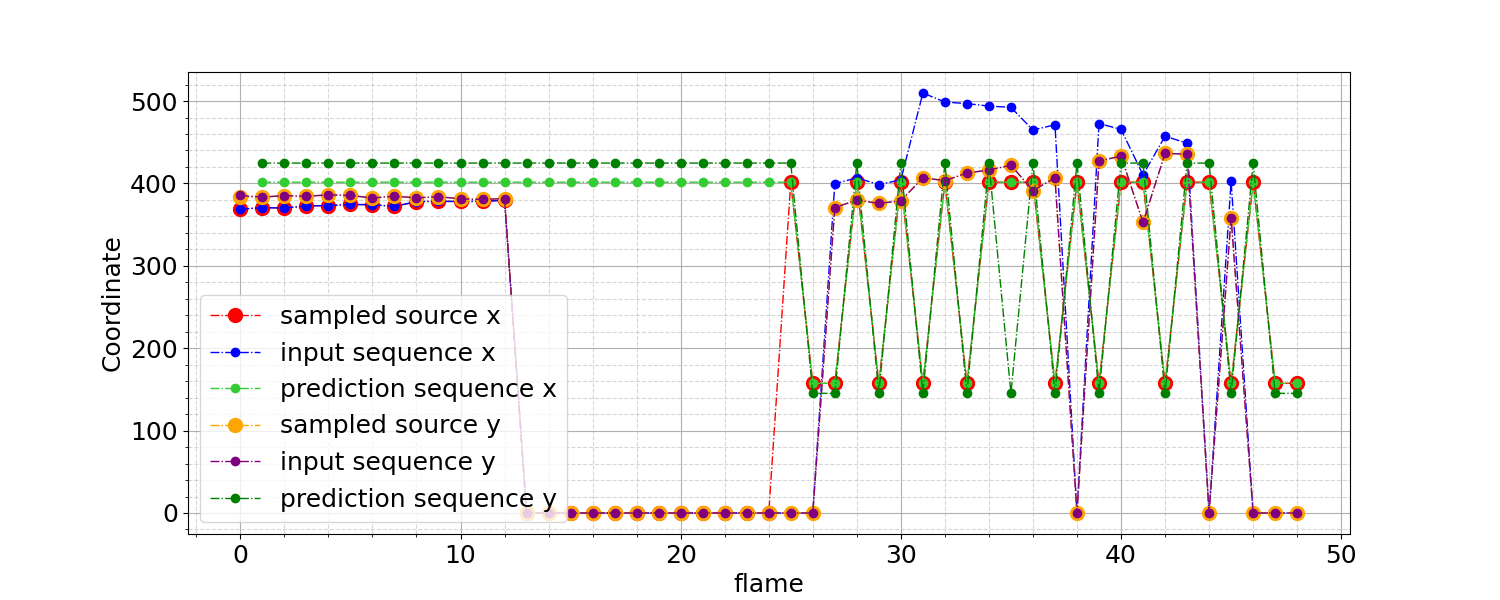 500
400
300
200
100
0
Coordinate
sampled source x
input sequence x
prediction sequence x
sampled source y
input sequence y
prediction sequence y
0 10 20 30 40 50
flame